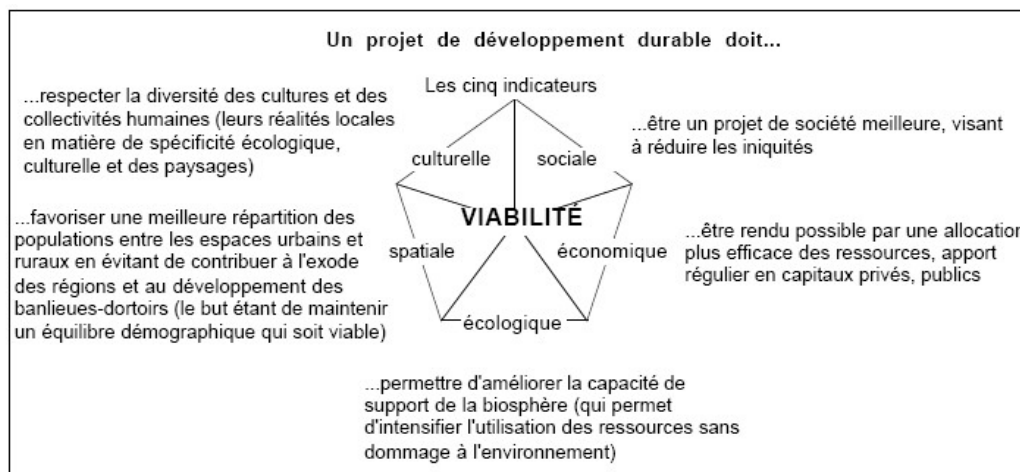 Un projet de développement durable doit...
Les cinq indicateurs
...respecter la diversité des cultures et des
collectivités humaines (leurs réalités locales
en matière de spécificité écologique,
culturelle et des paysages)
culturelle
sociale
...être un projet de société meilleure, visant
à réduire les iniquités
VIABILITÉ
...favoriser une meilleure répartition des
populations entre les espaces urbains et
ruraux en évitant de contribuer à l'exode
des régions et au développement des
banlieues-dortoirs (le but étant de maintenir
un équilibre démographique qui soit viable)
spatiale
économique
...être rendu possible par une allocation
plus efficace des ressources, apport
régulier en capitaux privés, publics
écologique
...permettre d'améliorer la capacité de
support de la biosphère (qui permet
d'intensifier l'utilisation des ressources sans
dommage à l'environnement)